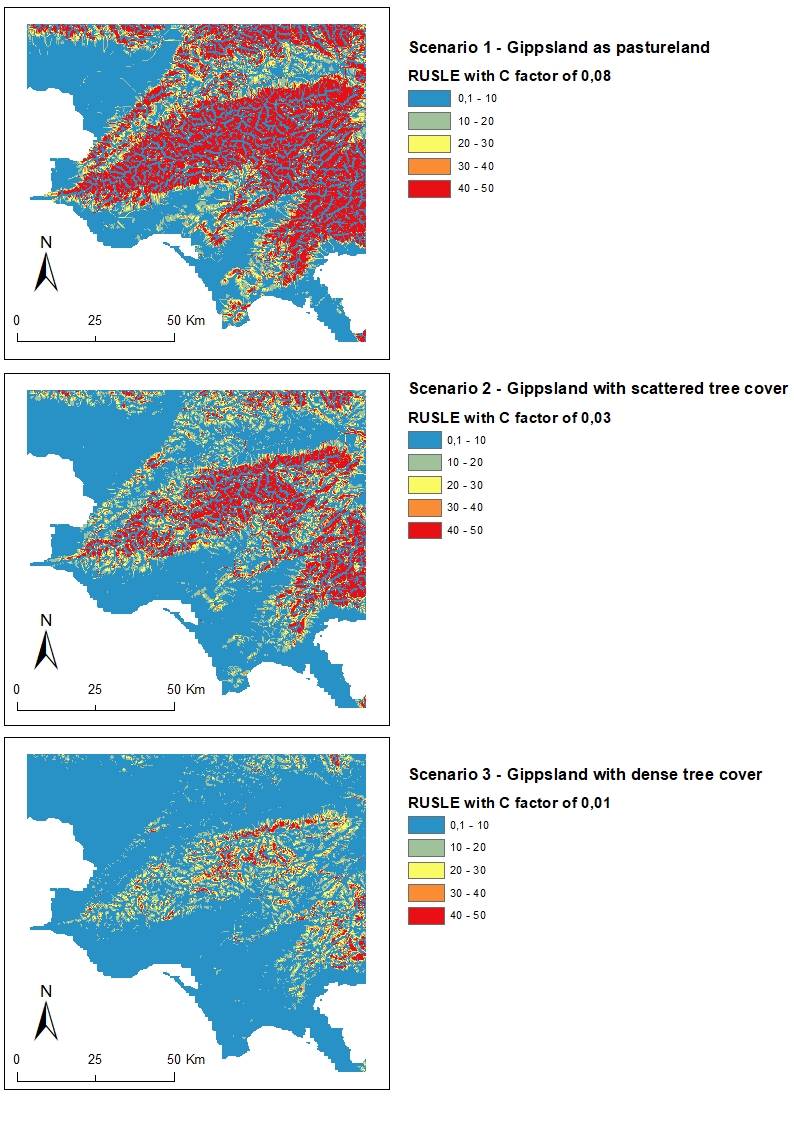 Scenario 1 - Gippsland as pastureland
RUSLE with C factor of 0,08
0,1 - 10
10 - 20
20 - 30
30 - 40
40 - 50
N
0 25 50 Km
Scenario 2 - Gippsland with scattered tree cover
RUSLE with C factor of 0,03
0,1 - 10
10 - 20
20 - 30
30 - 40
40 - 50
N
0 25 50 Km
Scenario 3 - Gippsland with dense tree cover
RUSLE with C factor of 0,01
0,1 - 10
10 - 20
20 - 30
30 - 40
40 - 50
N
0 25 50 Km